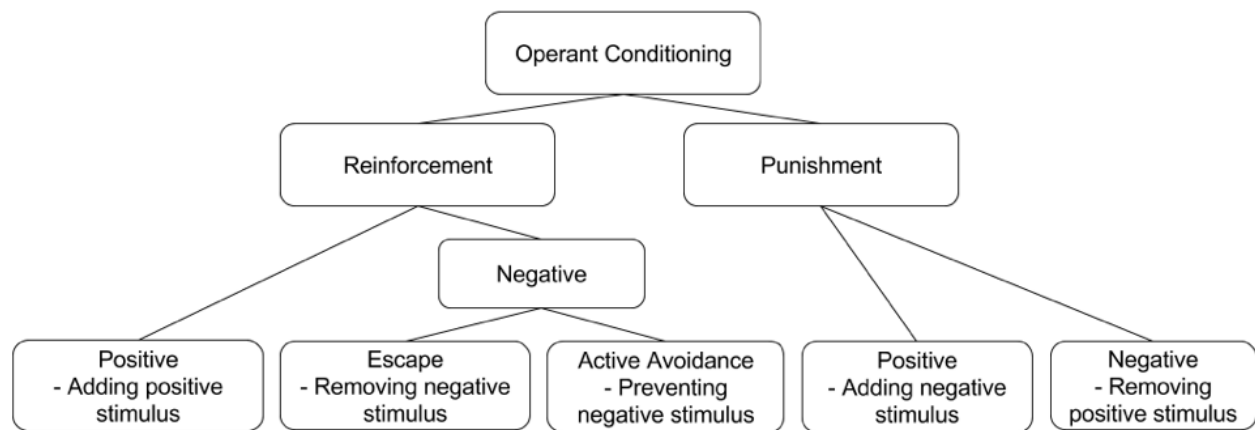 Operant Conditioning
Reinforcement
Punishment
Negative
Positive
- Adding positive
stimulus
Escape
- Removing negative
stimulus
Active Avoidance
- Preventing
negative stimulus
Positive
- Adding negative
stimulus
Negative
- Removing
positive stimulus